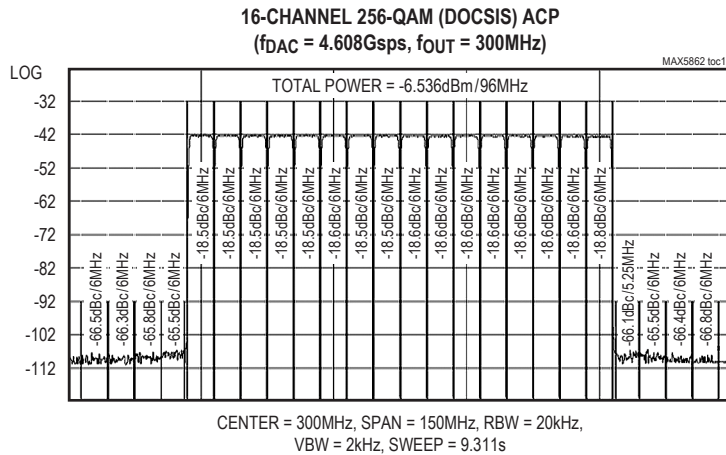 16-CHANNEL 256-QAM (DOCSIS) ACP
(fDAC = 4.608Gsps, fOUT = 300MHz)
MAX5862 toc1
LOG
TOTAL POWER = -6.536dBm/96MHz
-32
-42
-52
-62
-72
-82
-92
-102
-112
-66.5dBc/6MHz
-66.3dBc/6MHz
-65.8dBc/6MHz
-65.5dBc/6MHz
-18.5dBc/6MHz
-18.5dBc/6MHz
-18.5dBc/6MHz
-18.5dBc/6MHz
-18.5dBc/6MHz
-18.6dBc/6MHz
-18.6dBc/6MHz
-18.5dBc/6MHz
-18.6dBc/6MHz
-18.6dBc/6MHz
-18.6dBc/6MHz
-18.6dBc/6MHz
-18.6dBc/6MHz
-18.6dBc/6MHz
-18.6dBc/6MHz
-18.8dBc/6MHz
-66.1dBc/5.25MHz
-65.5dBc/6MHz
-66.4dBc/6MHz
-66.8dBc/6MHz
CENTER = 300MHz, SPAN = 150MHz, RBW = 20kHz,
VBW = 2kHz, SWEEP = 9.311s